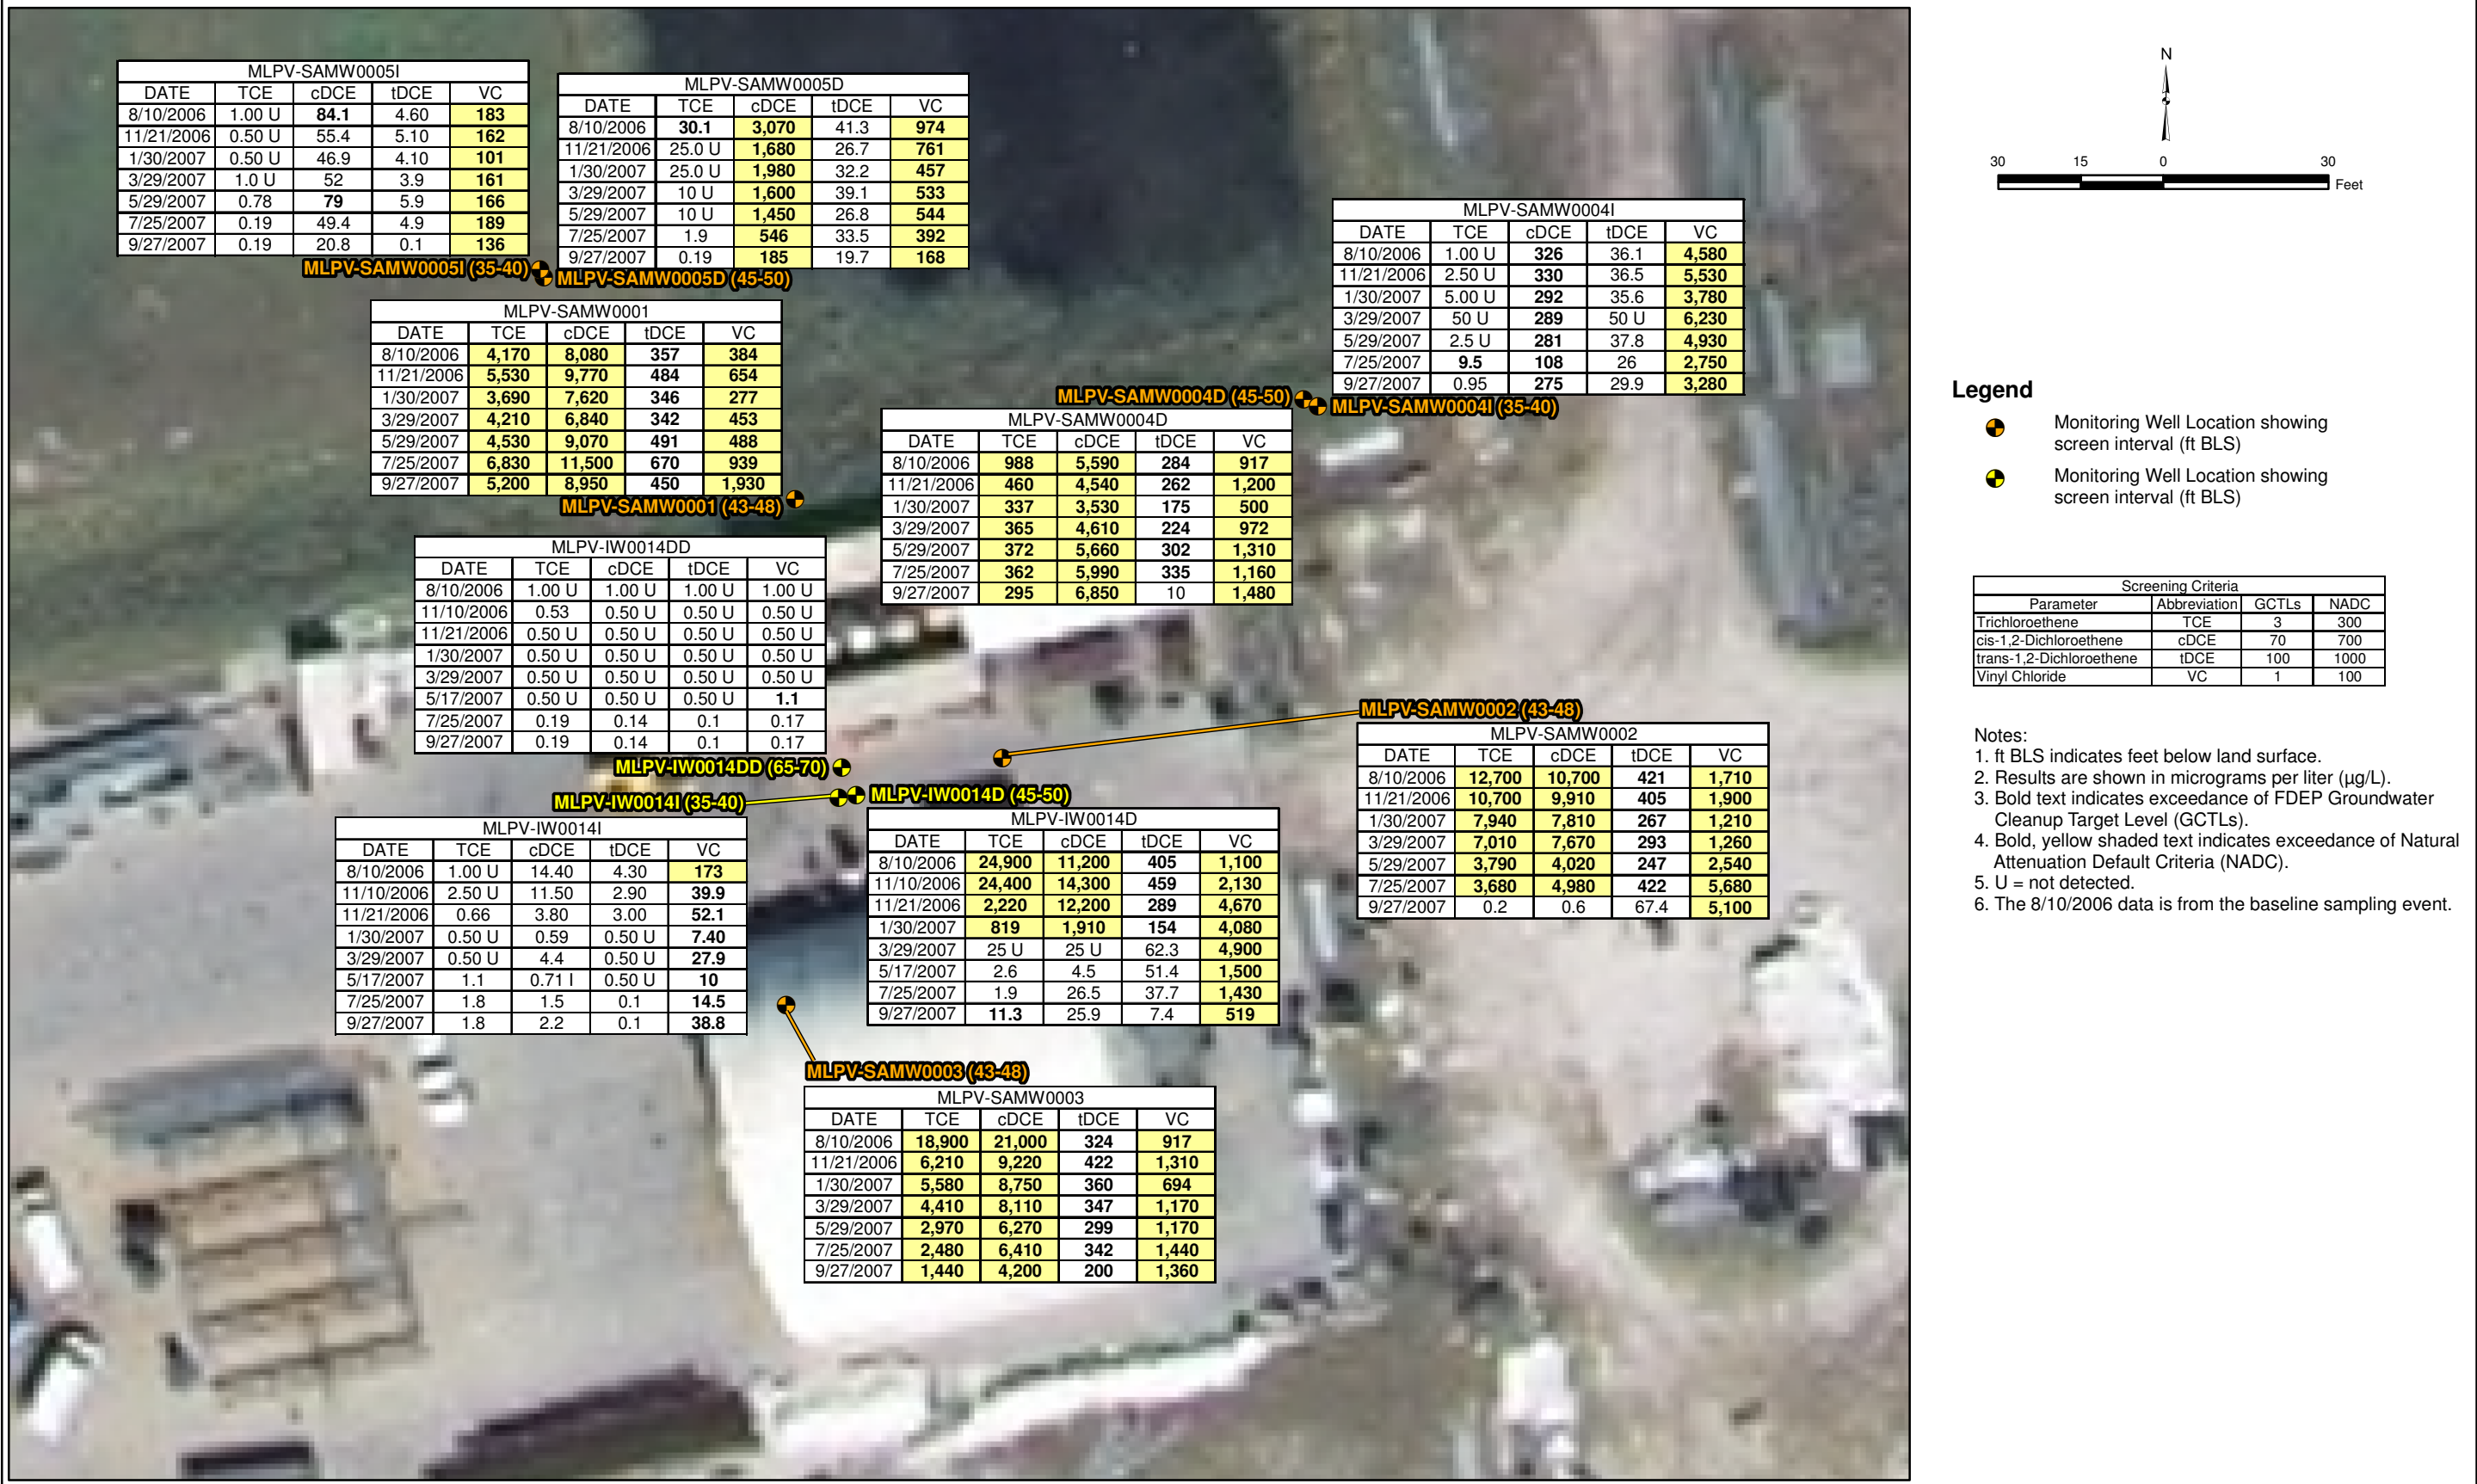 MLPV-SAMW0005I
DATE TCE cDCE tDCE VC
8/10/2006 1.00 U 84.1 4.60 183
11/21/2006 0.50 U 55.4 5.10 162
1/30/2007 0.50 U 46.9 4.10 101
3/29/2007 1.0 U 52 3.9 161
5/29/2007 0.78 79 5.9 166
7/25/2007 0.19 49.4 4.9 189
9/27/2007 0.19 20.8 0.1 136
MLPV-SAMW0005I (35-40)
MLPV-SAMW0005D
DATE TCE cDCE tDCE VC
8/10/2006 30.1 3,070 41.3 974
11/21/2006 25.0 U 1,680 26.7 761
1/30/2007 25.0 U 1,980 32.2 457
3/29/2007 10 U 1,600 39.1 533
5/29/2007 10 U 1,450 26.8 544
7/25/2007 1.9 546 33.5 392
9/27/2007 0.19 185 19.7 168
MLPV-SAMW0005D (45-50)
MLPV-SAMW0004I
DATE TCE cDCE tDCE VC
8/10/2006 1.00 U 326 36.1 4,580
11/21/2006 2.50 U 330 36.5 5,530
1/30/2007 5.00 U 292 35.6 3,780
3/29/2007 50 U 289 50 U 6,230
5/29/2007 2.5 U 281 37.8 4,930
7/25/2007 9.5 108 26 2,750
9/27/2007 0.95 275 29.9 3,280
MLPV-SAMW0004I (35-40)
MLPV-SAMW0001
DATE TCE cDCE tDCE VC
8/10/2006 4,170 8,080 357 384
11/21/2006 5,530 9,770 484 654
1/30/2007 3,690 7,620 346 277
3/29/2007 4,210 6,840 342 453
5/29/2007 4,530 9,070 491 488
7/25/2007 6,830 11,500 670 939
9/27/2007 5,200 8,950 450 1,930
MLPV-SAMW0001 (43-48)
MLPV-SAMW0004D (45-50)
MLPV-SAMW0004D
DATE TCE cDCE tDCE VC
8/10/2006 988 5,590 284 917
11/21/2006 460 4,540 262 1,200
1/30/2007 337 3,530 175 500
3/29/2007 365 4,610 224 972
5/29/2007 372 5,660 302 1,310
7/25/2007 362 5,990 335 1,160
9/27/2007 295 6,850 10 1,480
MLPV-IW0014DD
DATE TCE cDCE tDCE VC
8/10/2006 1.00 U 1.00 U 1.00 U 1.00 U
11/10/2006 0.53 0.50 U 0.50 U 0.50 U
11/21/2006 0.50 U 0.50 U 0.50 U 0.50 U
1/30/2007 0.50 U 0.50 U 0.50 U 0.50 U
3/29/2007 0.50 U 0.50 U 0.50 U 0.50 U
5/17/2007 0.50 U 0.50 U 0.50 U 1.1
7/25/2007 0.19 0.14 0.1 0.17
9/27/2007 0.19 0.14 0.1 0.17
MLPV-IW0014DD (65-70)
MLPV-SAMW0002 (43-48)
MLPV-SAMW0002
DATE TCE cDCE tDCE VC
8/10/2006 12,700 10,700 421 1,710
11/21/2006 10,700 9,910 405 1,900
1/30/2007 7,940 7,810 267 1,210
3/29/2007 7,010 7,670 293 1,260
5/29/2007 3,790 4,020 247 2,540
7/25/2007 3,680 4,980 422 5,680
9/27/2007 0.2 0.6 67.4 5,100
MLPV-IW0014I (35-40)
MLPV-IW0014I
DATE TCE cDCE tDCE VC
8/10/2006 1.00 U 14.40 4.30 173
11/10/2006 2.50 U 11.50 2.90 39.9
11/21/2006 0.66 3.80 3.00 52.1
1/30/2007 0.50 U 0.59 0.50 U 7.40
3/29/2007 0.50 U 4.4 0.50 U 27.9
5/17/2007 1.1 0.71 I 0.50 U 10
7/25/2007 1.8 1.5 0.1 14.5
9/27/2007 1.8 2.2 0.1 38.8
MLPV-IW0014D (45-50)
MLPV-IW0014D
DATE TCE cDCE tDCE VC
8/10/2006 24,900 11,200 405 1,100
11/10/2006 24,400 14,300 459 2,130
11/21/2006 2,220 12,200 289 4,670
1/30/2007 819 1,910 154 4,080
3/29/2007 25 U 25 U 62.3 4,900
5/17/2007 2.6 4.5 51.4 1,500
7/25/2007 1.9 26.5 37.7 1,430
9/27/2007 11.3 25.9 7.4 519
MLPV-SAMW0003 (43-48)
MLPV-SAMW0003
DATE TCE cDCE tDCE VC
8/10/2006 18,900 21,000 324 917
11/21/2006 6,210 9,220 422 1,310
1/30/2007 5,580 8,750 360 694
3/29/2007 4,410 8,110 347 1,170
5/29/2007 2,970 6,270 299 1,170
7/25/2007 2,480 6,410 342 1,440
9/27/2007 1,440 4,200 200 1,360
N
30 15 0 30
Feet
Legend
Monitoring Well Location showing
screen interval (ft BLS)
Monitoring Well Location showing
screen interval (ft BLS)
Screening Criteria
Parameter Abbreviation GCTLs NADC
Trichloroethene TCE 3 300
cis-1,2-Dichloroethene cDCE 70 700
trans-1,2-Dichloroethene tDCE 100 1000
Vinyl Chloride VC 1 100
Notes:
1. ft BLS indicates feet below land surface.
2. Results are shown in micrograms per liter (µg/L).
3. Bold text indicates exceedance of FDEP Groundwater
Cleanup Target Level (GCTLs).
4. Bold, yellow shaded text indicates exceedance of Natural
Attenuation Default Criteria (NADC).
5. U = not detected.
6. The 8/10/2006 data is from the baseline sampling event.